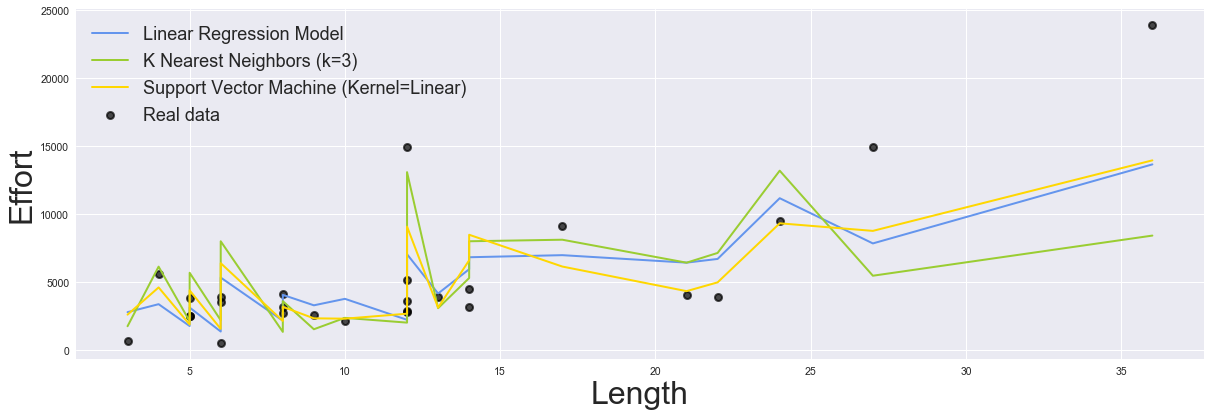 25000
20000
15000
10000
5000
0
Effort
Linear Regression Model
K Nearest Neighbors (k=3)
Support Vector Machine (Kernel=Linear)
Real data
5 10 15 20 25 30 35
Length